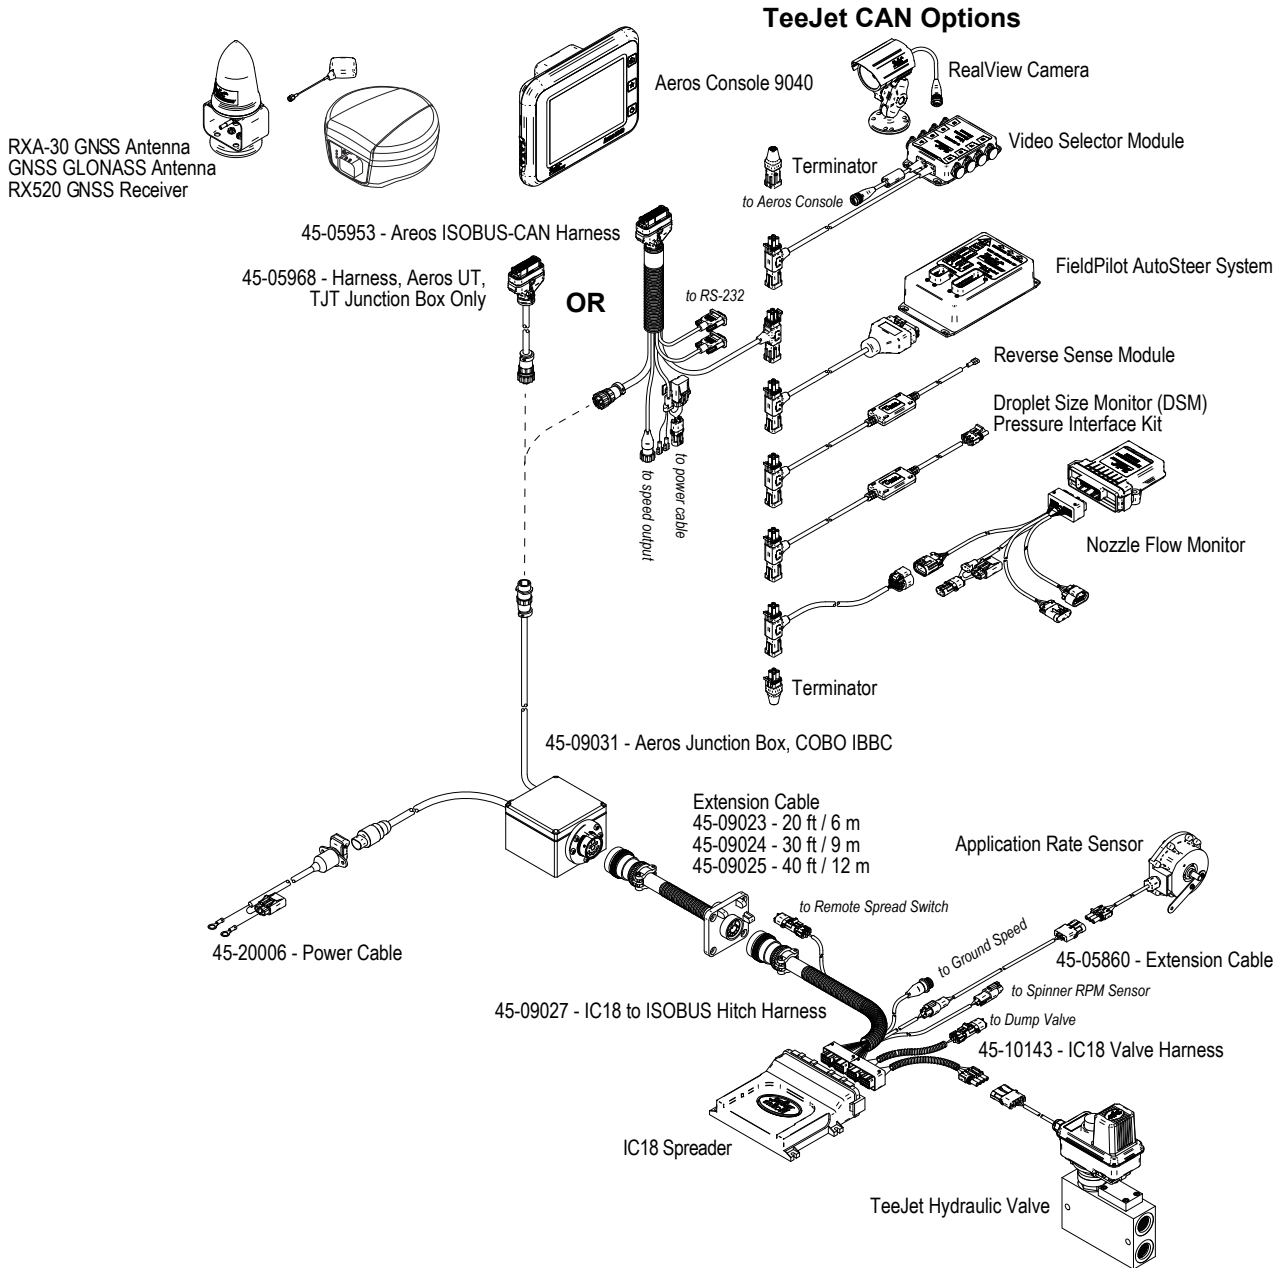 TeeJet CAN Options
RealView Camera
Aeros Console 9040
Video Selector Module
RXA-30 GNSS Antenna
GNSS GLONASS Antenna
RX520 GNSS Receiver
Terminator
to Aeros Console
45-05953 - Areos ISOBUS-CAN Harness
45-05968 - Harness, Aeros UT,
TJT Junction Box Only
OR
to RS-232
FieldPilot AutoSteer System
Reverse Sense Module
Droplet Size Monitor (DSM)
Pressure Interface Kit
to speed output
to power cable
Nozzle Flow Monitor
Terminator
45-09031 - Aeros Junction Box, COBO IBBC
Extension Cable
45-09023 - 20 ft / 6 m
45-09024 - 30 ft / 9 m
45-09025 - 40 ft / 12 m
Application Rate Sensor
to Remote Spread Switch
to Ground Speed
45-20006 - Power Cable
45-05860 - Extension Cable
to Spinner RPM Sensor
45-09027 - IC18 to ISOBUS Hitch Harness
to Dump Valve
45-10143 - IC18 Valve Harness
IC18 Spreader
TeeJet Hydraulic Valve